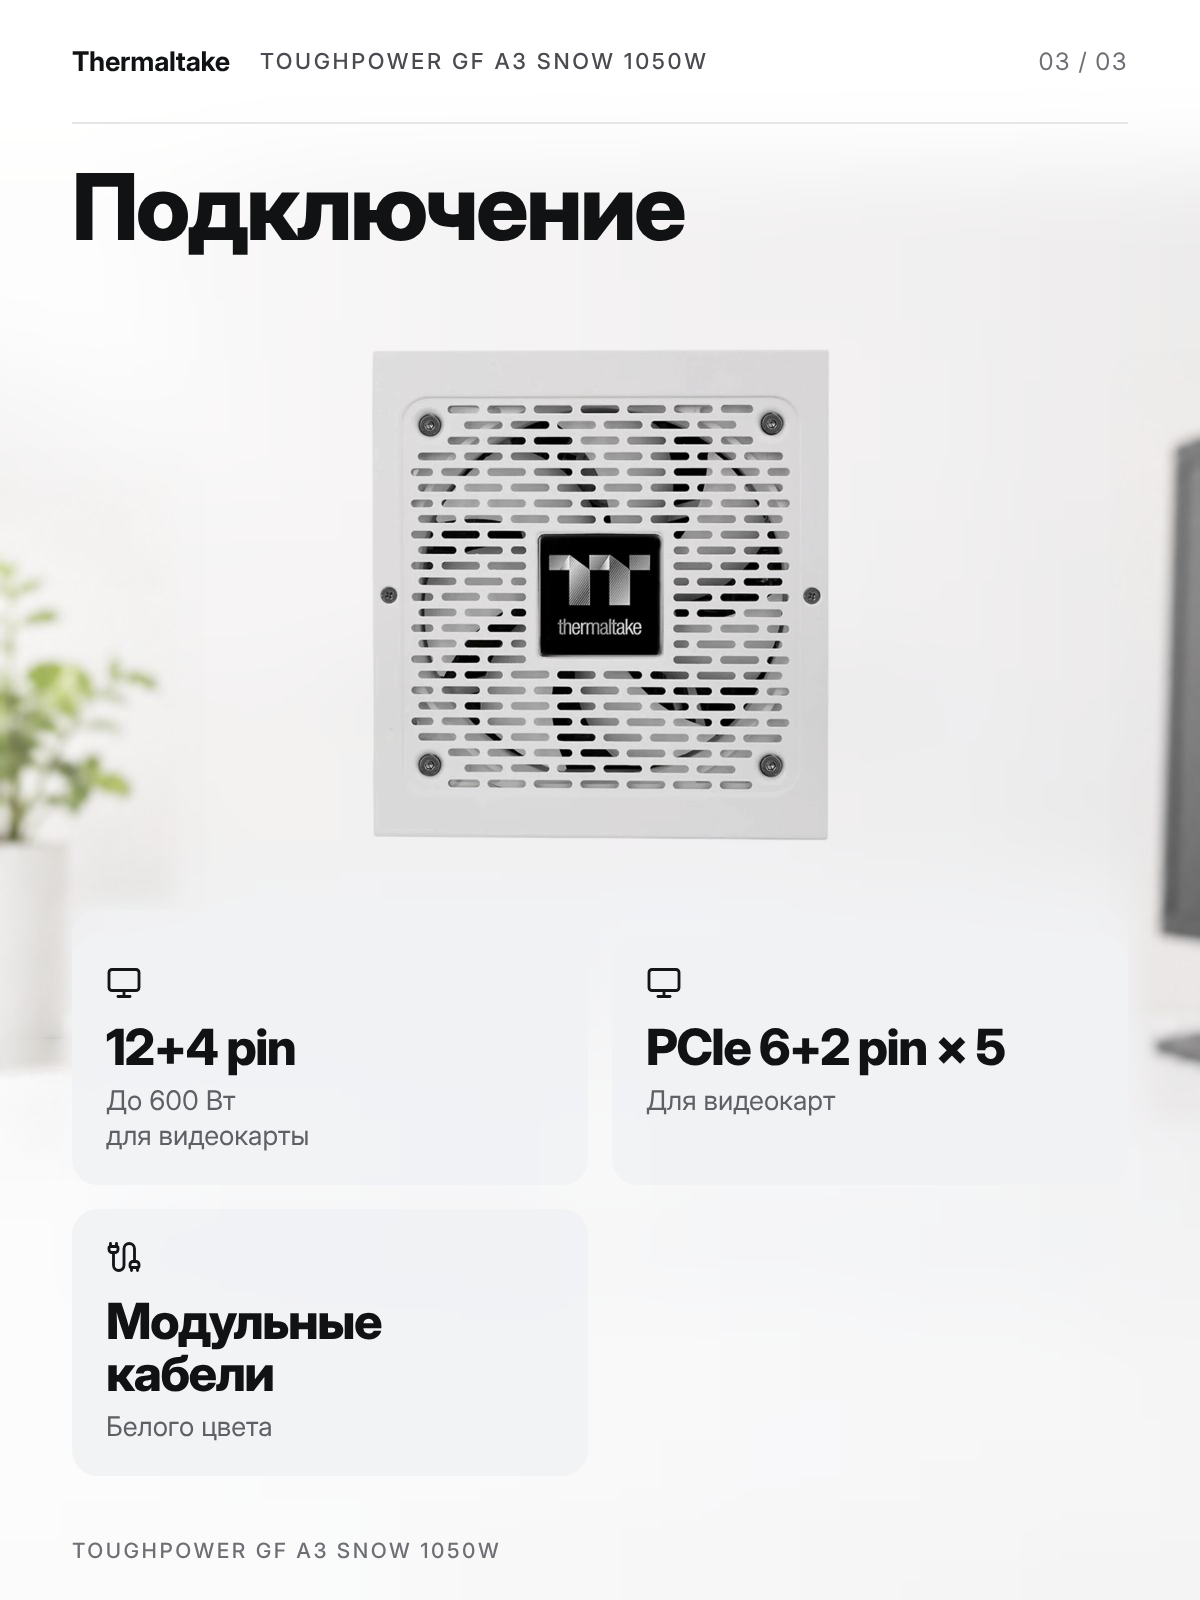 Thermaltake TOUGHPOWER GF A3 SNOW 1050W 03 / 03
Подключение
thermaltake
12+4 pin
До 600 Вт
для видеокарты
PCIe 6+2 pin × 5
Для видеокарт
Модульные
кабели
Белого цвета
TOUGHPOWER GF A3 SNOW 1050W